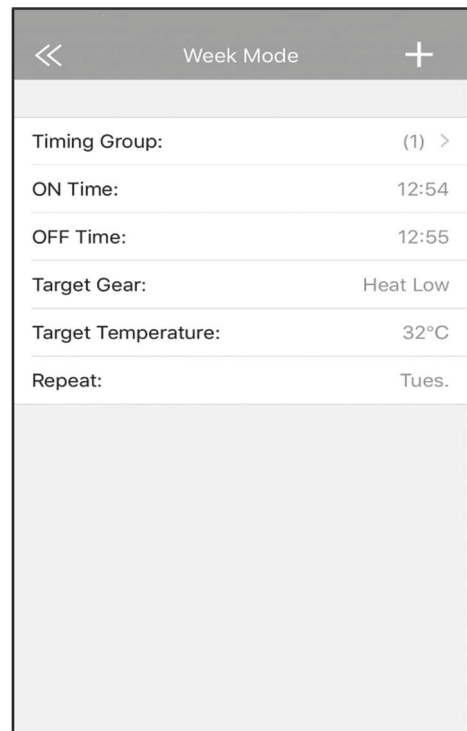 Week Mode
Timing Group: (1)
ON Time: 12:54
OFF Time: 12:55
Target Gear: Heat Low
Target Temperature: 32°C
Repeat: Tues.